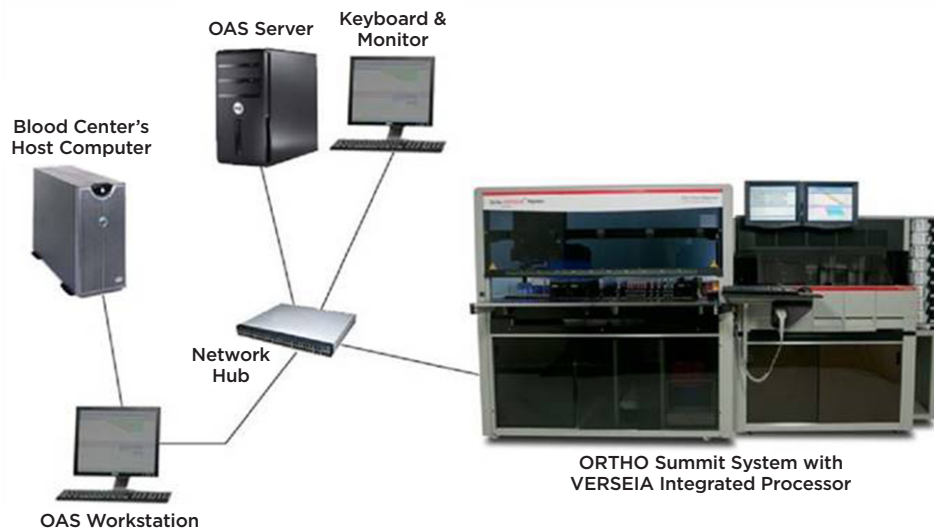 OAS Server
Keyboard &
Monitor
Blood Center's
Host Computer
Network
Hub
OAS Workstation
ORTHO Summit System with
VERSEIA Integrated Processor